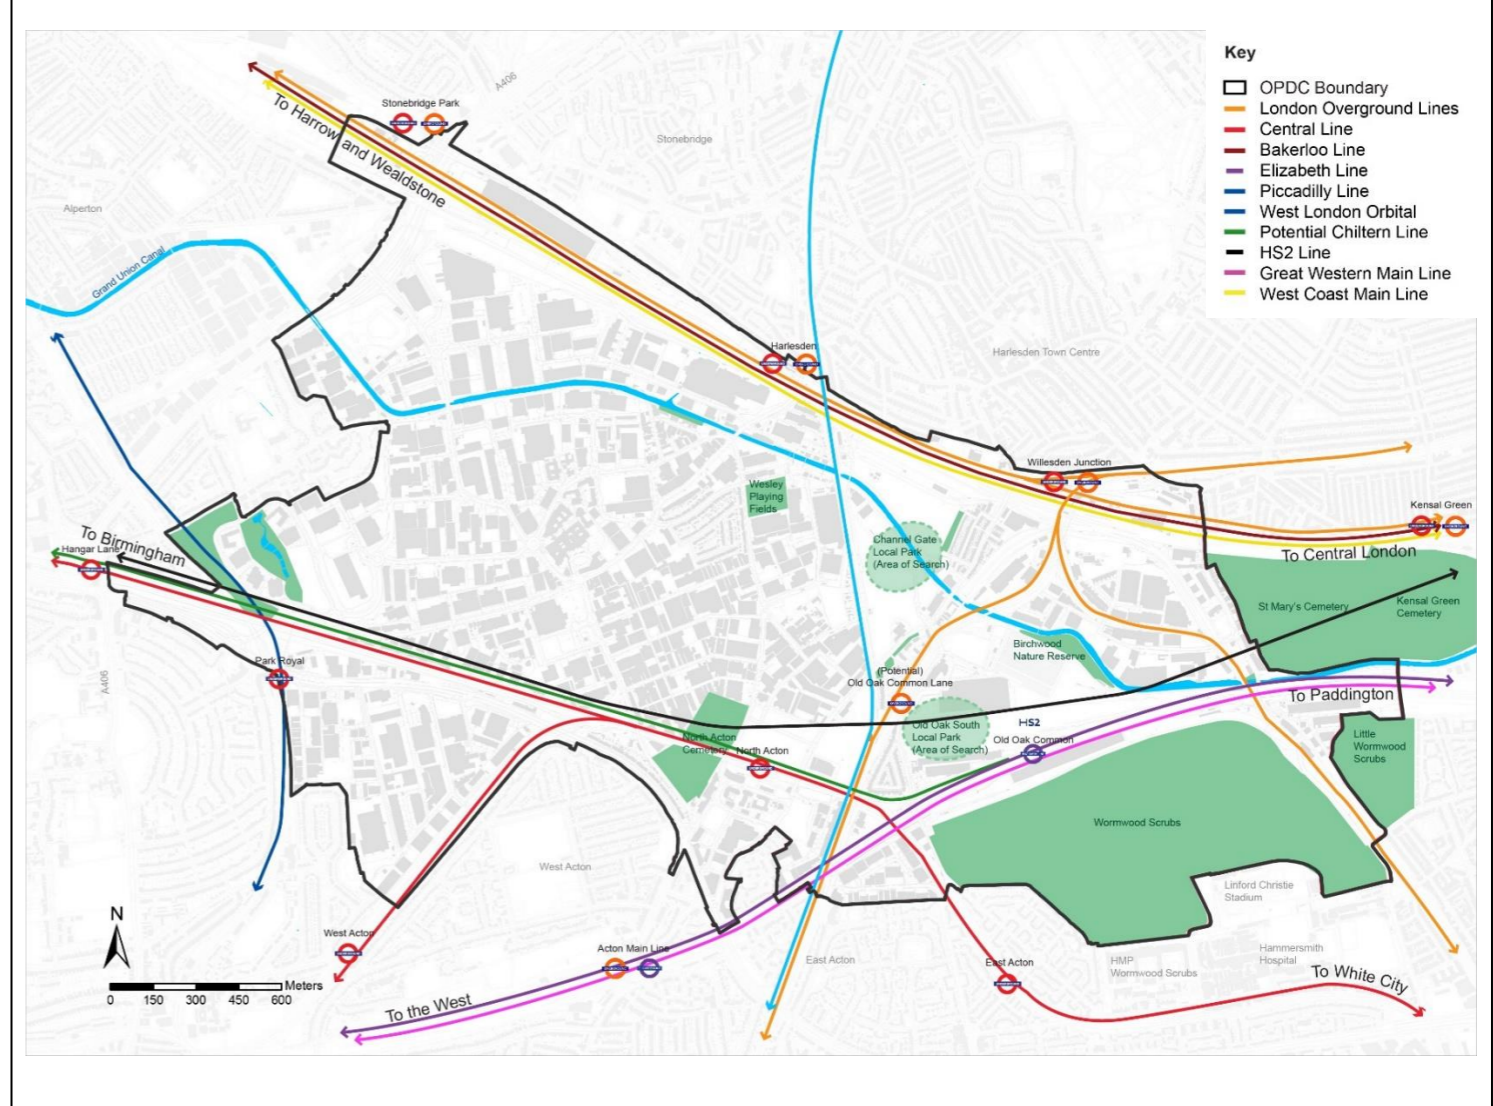 Key
OPDC Boundary
London Overground Lines
Central Line
Bakerloo Line
Elizabeth Line
Piccadilly Line
West London Orbital
Potential Chiltern Line
HS2 Line
Great Western Main Line
West Coast Main Line
A406
Stonebridge Park
To Harrow and Wealdstone
Stonebridge
Alperton
Grand Union Canal
Harlesden
Harlesden Town Centre
Willesden Junction
Wesley
Playing
Fields
Kensal Green
To Birmingham
Hangar Lane
Channel Gate
Local Park
(Area of Search)
To Central London
St Mary's Cemetery
Kensal Green
Cemetery
Birchwood
Nature Reserve
Park Royal
A406
(Potential)
Old Oak Common Lane
To Paddington
HS2
Old Oak Common
Old Oak South
Local Park
(Area of Search)
North Acton
Cemetery
North Acton
Little
Wormwood
Scrubs
Wormwood Scrubs
West Acton
Linford Christie
Stadium
N
West Acton
Acton Main Line
East Acton
East Acton
HMP
Wormwood Scrubs
Hammersmith
Hospital
To White City
Meters
0 150 300 450 600
To the West